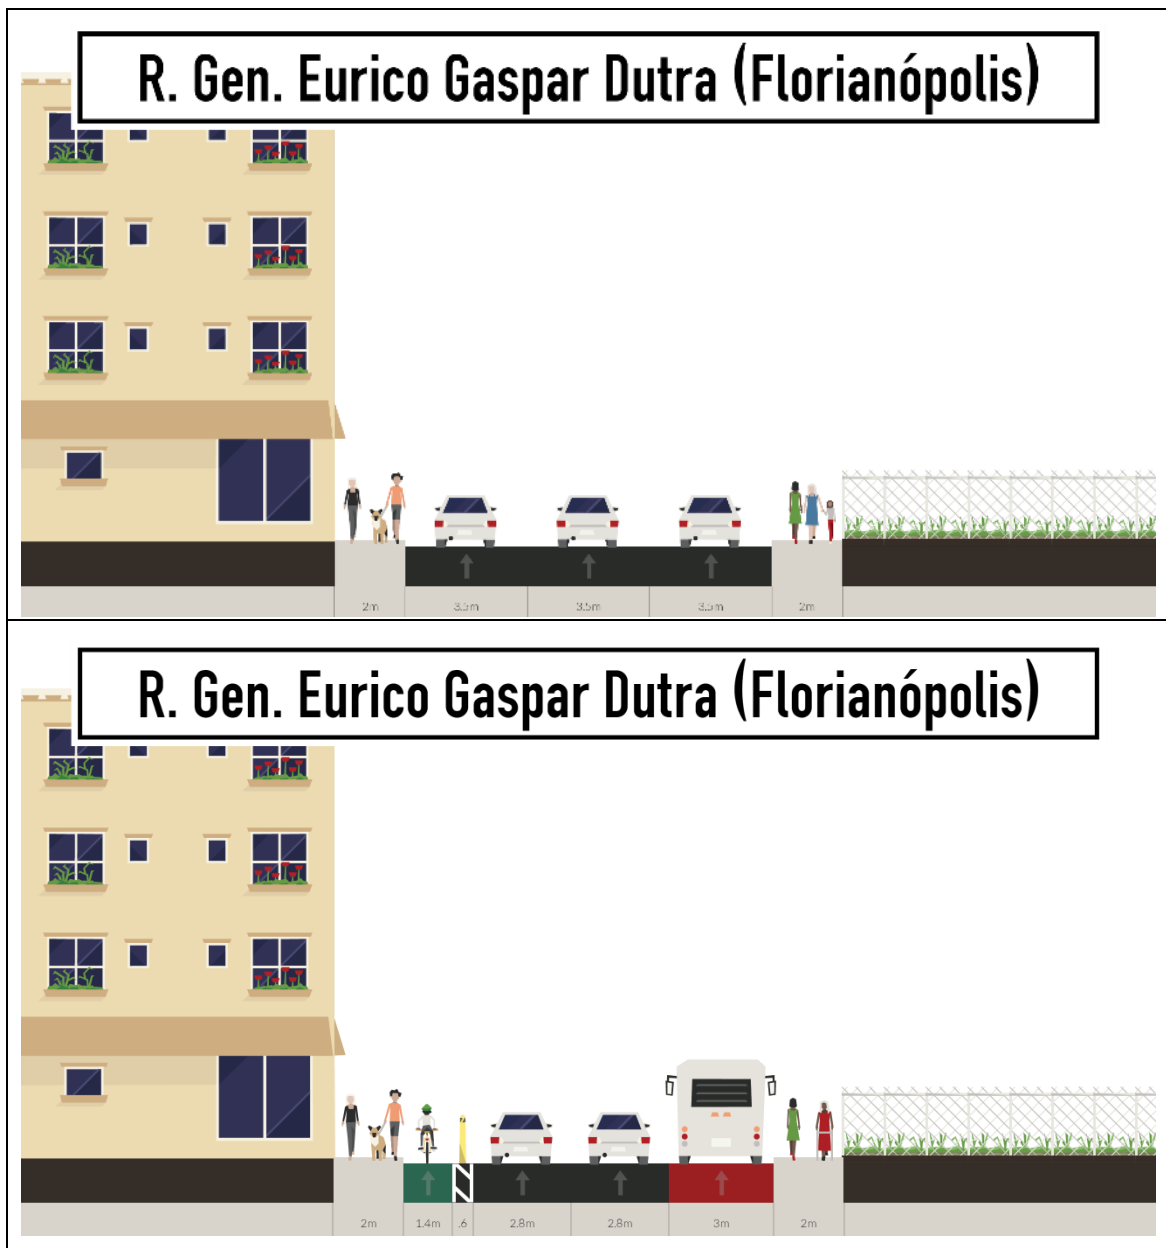 R. Gen. Eurico Gaspar Dutra (Florianópolis)
2m 3.5m 3.5m 3.5m 2m
R. Gen. Eurico Gaspar Dutra (Florianópolis)
2m 1.4m .6 2.8m 2.8m 3m 2m